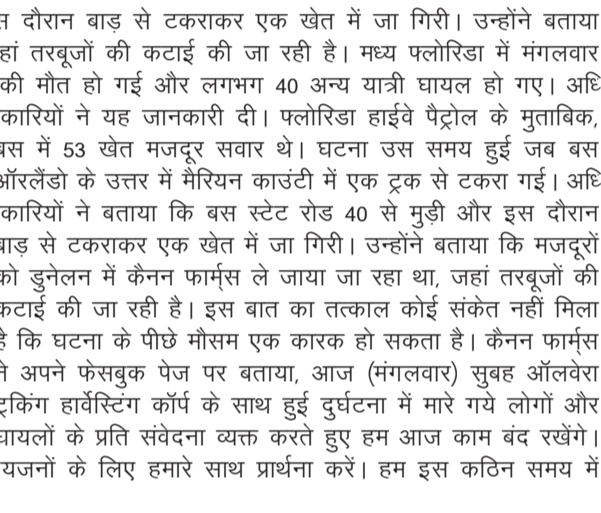 दौरान बाड़ से टकराकर एक खेत में जा गिरी। उन्होंने बताया
हां तरबूजों की कटाई की जा रही है। मध्य फ्लोरिडा में मंगलवार
की मौत हो गई और लगभग 40 अन्य यात्री घायल हो गए। अधि
कारियों ने यह जानकारी दी। फ्लोरिडा हाईवे पैट्रोल के मुताबिक,
बस में 53 खेत मजदूर सवार थे। घटना उस समय हुई जब बस
ऑरलैंडो के उत्तर में मैरियन काउंटी में एक ट्रक से टकरा गई। अधि
कारियों ने बताया कि बस स्टेट रोड 40 से मुड़ी और इस दौरान
बाड़ से टकराकर एक खेत में जा गिरी। उन्होंने बताया कि मजदूरों
को डुनेलन में कैनन फार्म्स ले जाया जा रहा था, जहां तरबूजों की
कटाई की जा रही है। इस बात का तत्काल कोई संकेत नहीं मिला
है कि घटना के पीछे मौसम एक कारक हो सकता है। कैनन फार्म्स
ने अपने फेसबुक पेज पर बताया, आज (मंगलवार) सुबह ऑलवेरा
ट्रकिंग हार्वेस्टिंग कॉर्प के साथ हुई दुर्घटना में मारे गये लोगों और
घायलों के प्रति संवेदना व्यक्त करते हुए हम आज काम बंद रखेंगे।
यजनों के लिए हमारे साथ प्रार्थना करें। हम इस कठिन समय में